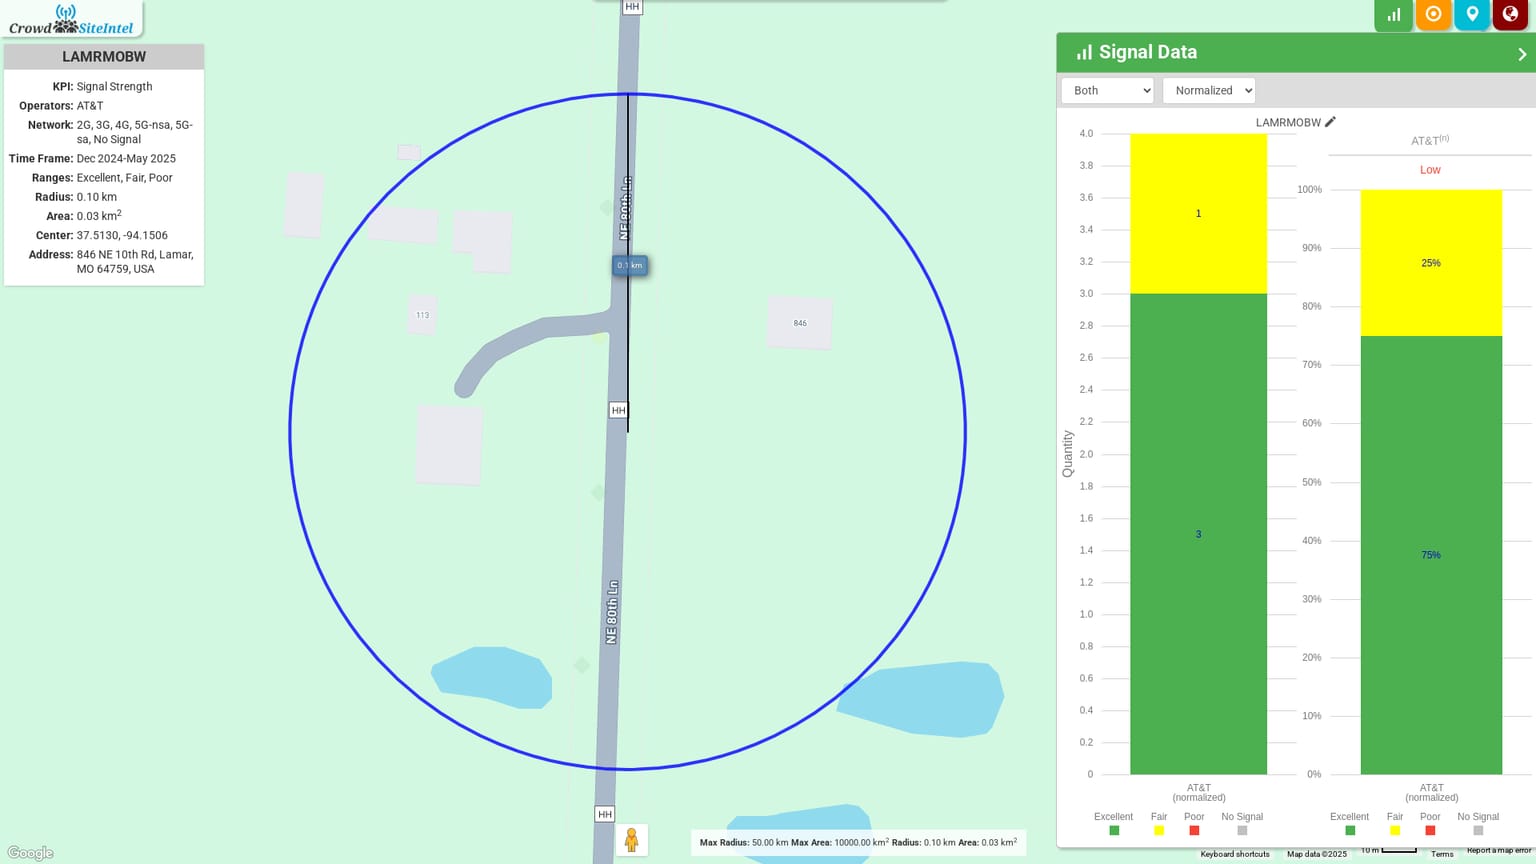 HH
Crowd SiteIntel
LAMRMOBW
KPI: Signal Strength
Operators: AT&T
Network: 2G, 3G, 4G, 5G-nsa, 5G-
sa, No Signal
Time Frame: Dec 2024-May 2025
Ranges: Excellent, Fair, Poor
Radius: 0.10 km
Area: 0.03 km²
Center: 37.5130, -94.1506
Address: 846 NE 10th Rd, Lamar,
MO 64759, USA
NE 80th Ln
0.1 km
113
846
HH
NE 80th Ln
HH
Google
Max Radius: 50.00 km Max Area: 10000.00 km² Radius: 0.10 km Area: 0.03 km²
Signal Data
Both
Normalized
LAMRMOBW
Quantity
4.0
3.8
3.6
3.4
3.2
3.0
2.8
2.6
2.4
2.2
2.0
1.8
1.6
1.4
1.2
1.0
0.8
0.6
0.4
0.2
0
1
3
AT&T
(normalized)
Excellent Fair Poor No Signal
AT&T(n)
Low
100%
90%
80%
70%
60%
50%
40%
30%
20%
10%
0%
25%
75%
AT&T
(normalized)
Excellent Fair Poor No Signal
Keyboard shortcuts Map data ©2025 10 m Terms Report a map error